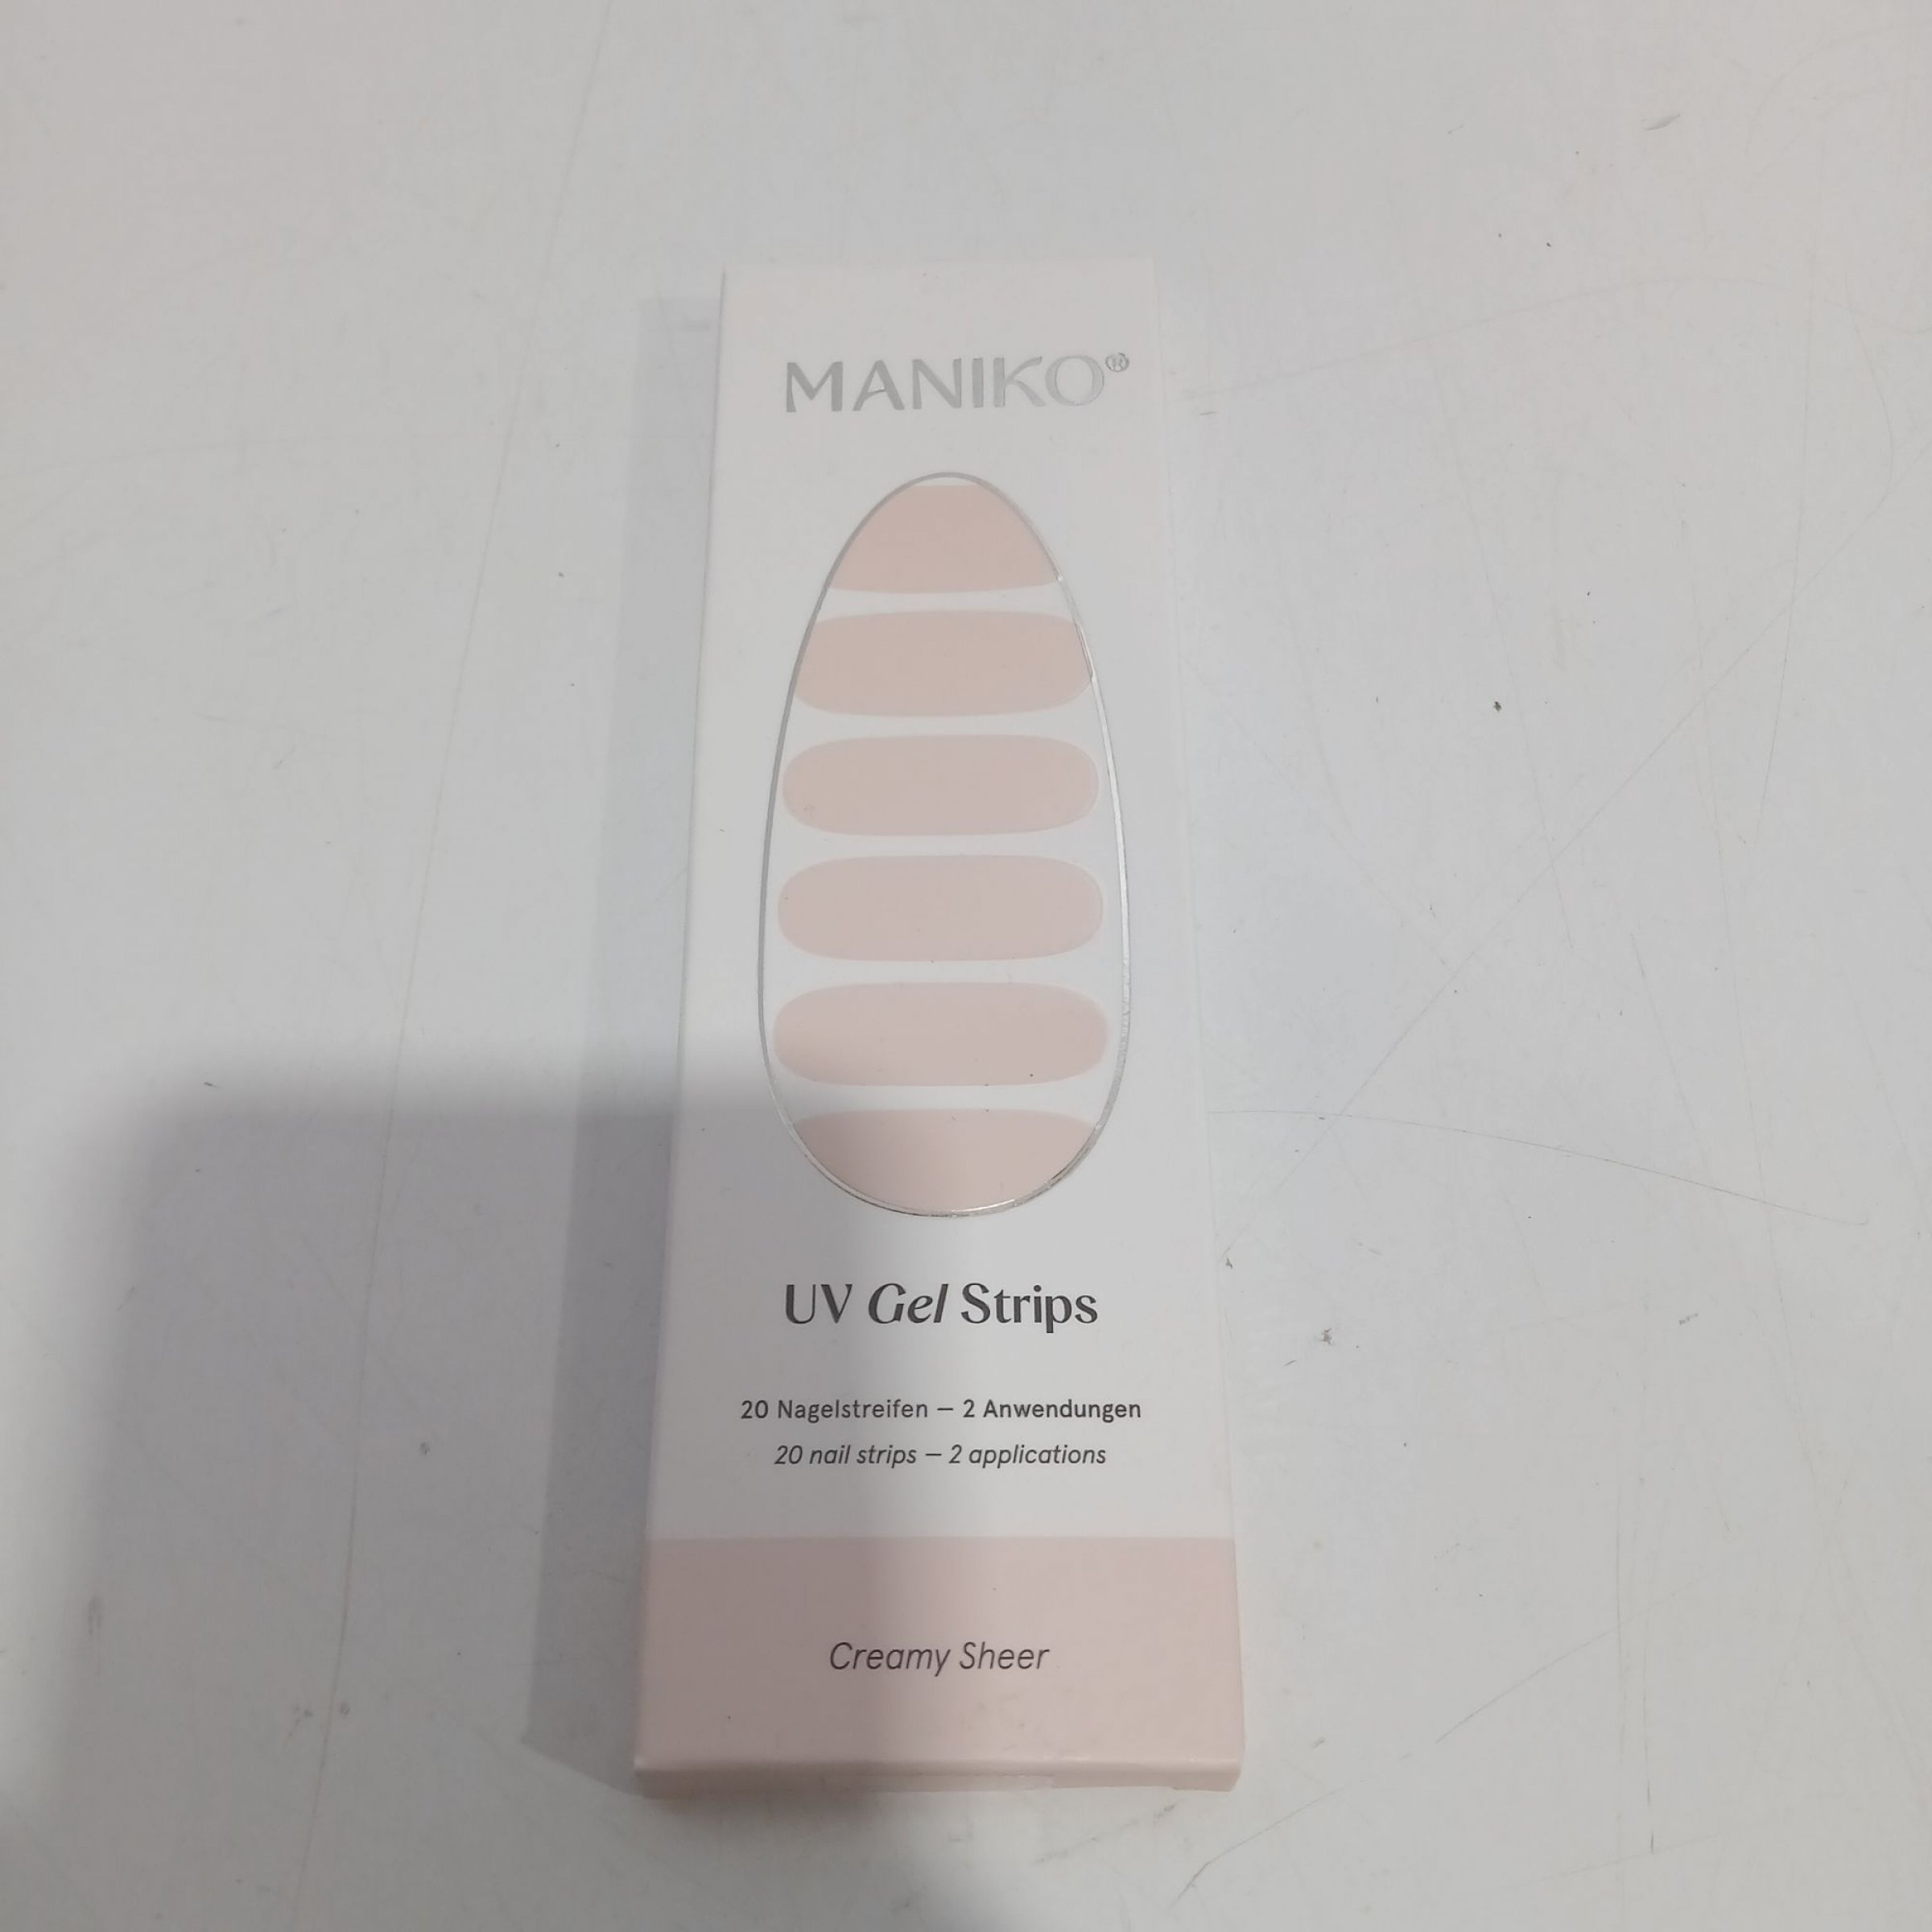 MANIKO®
UV Gel Strips
20 Nagelstreifen – 2 Anwendungen
20 nail strips – 2 applications
Creamy Sheer